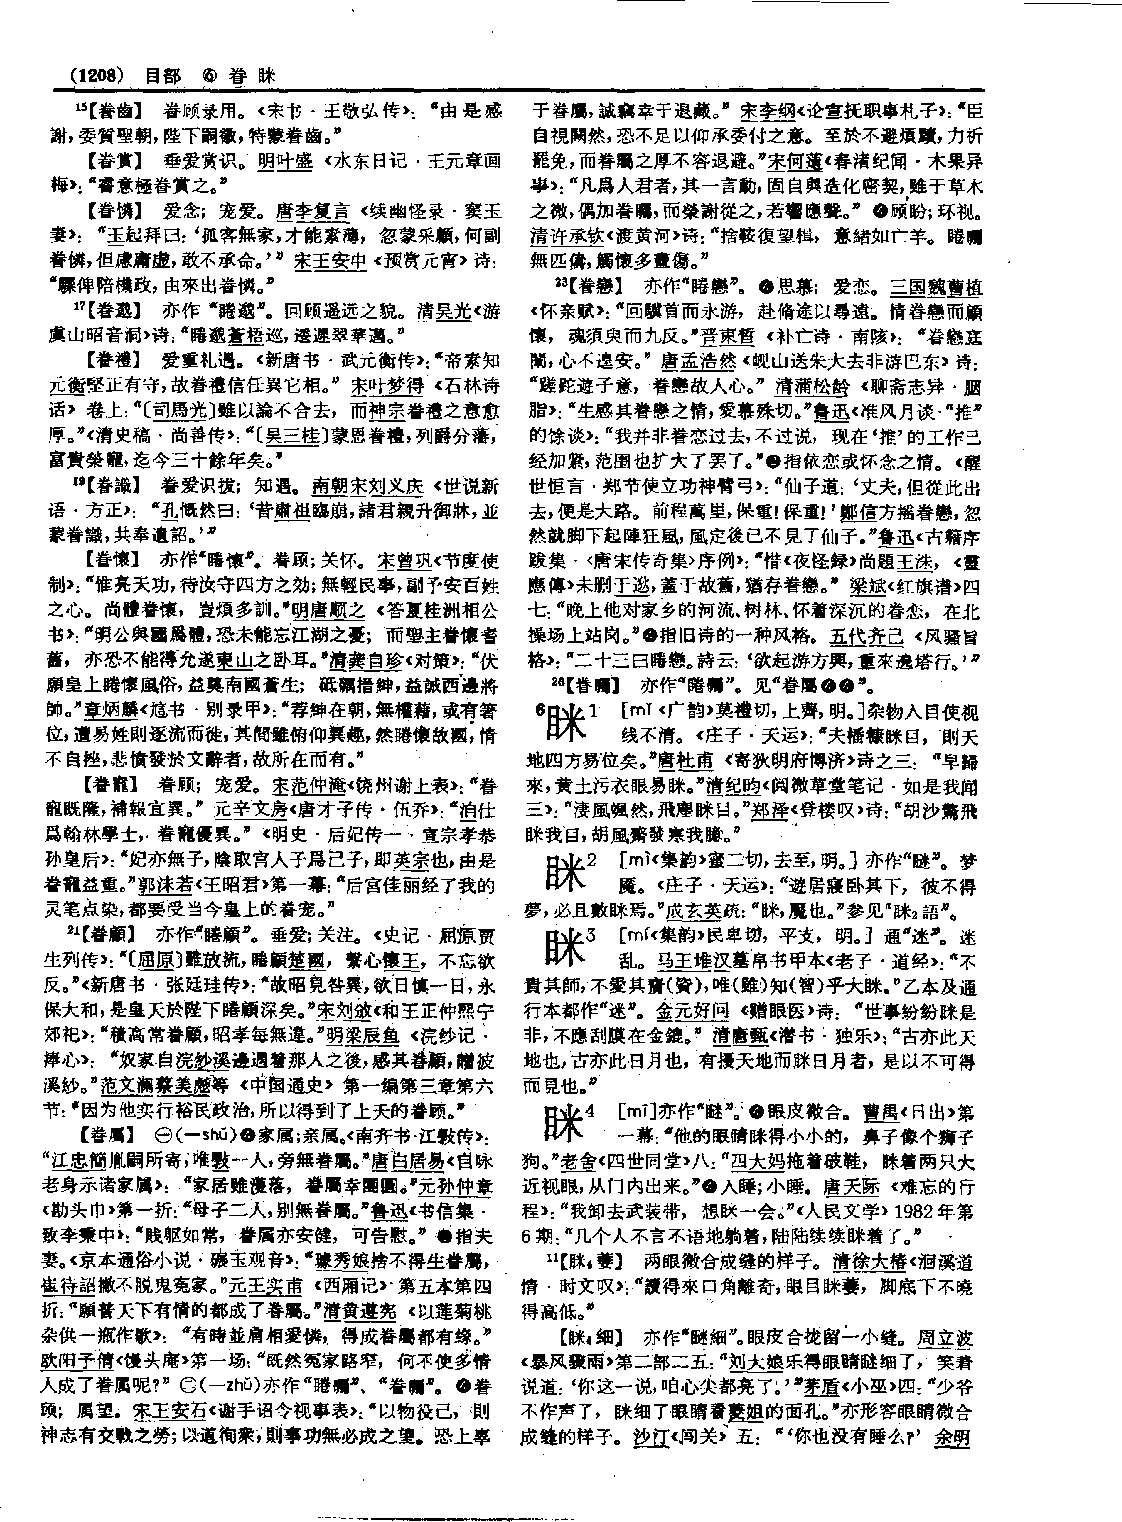 (1208) 目部 ⑥ 眷 眯
¹⁵【眷齒】 眷顾录用。《宋书·王敬弘传》：“由是感
謝，委質聖朝，陛下嗣徽，特蒙眷齒。”
【眷賞】 垂爱赏识。明叶盛《水东日记·王元章画
梅》：“睿意極眷賞之。”
【眷憐】 爱念；宠爱。唐李复言《续幽怪录·窦玉
妻》：“玉起拜曰：‘孤客無家，才能素薄，忽蒙采顧，何副
眷憐，但慮庸虚，敢不承命。’” 宋王安中《预赏元宵》诗：
“驟俾陪樸政，由來出眷憐。”
¹⁷【眷邈】 亦作“睠邈”。回顾遥远之貌。清吴光《游
虞山昭音洞》诗：“睠邈蒼梧巡，遥遲翠華邁。”
【眷禮】 爱重礼遇。《新唐书·武元衡传》：“帝素知
元衡堅正有守，故眷禮信任異它相。”宋叶梦得《石林诗
话》卷上：“〔司馬光〕雖以論不合去，而神宗眷禮之意愈
厚。”《清史稿·尚善传》：“〔吴三桂〕蒙恩眷禮，列爵分藩，
富貴榮寵，迄今三十餘年矣。”
¹⁹【眷識】 眷爱识拔；知遇。南朝宋刘义庆《世说新
语·方正》：“孔慨然曰：‘昔肅祖臨崩，諸君親升御牀，並
蒙眷識，共奉遺詔。’”
【眷懷】 亦作“睠懷”。眷顾；关怀。宋曾巩《节度使
制》：“惟亮天功，待汝守四方之効；無輕民事，副予安百姓
之心。尚體眷懷，豈煩多訓。”明唐顺之《答夏桂洲相公
书》：“明公與國爲體，恐未能忘江湖之憂；而聖主眷懷耆
舊，亦恐不能得允遂東山之卧耳。”清龚自珍《对策》：“伏
願皇上睠懷風俗，益奠南國蒼生；砥礪搢紳，益誠西邊將
帥。”章炳麟《訄书·别录甲》：“荐紳在朝，無權藉，或有箸
位，遭易姓則逐流而徙，其間雖俯仰異趣，然睠懷故國，情
不自挫，悲憤發於文辭者，故所在而有。”
【眷寵】 眷顾；宠爱。宋范仲淹《饶州谢上表》：“眷
寵既隆，補報宜異。” 元辛文房《唐才子传·伍乔》：“洎仕
爲翰林學士，眷寵優異。”《明史·后妃传一·宣宗孝恭
孙皇后》：“妃亦無子，陰取宫人子爲己子，即英宗也，由是
眷寵益重。”郭沫若《王昭君》第一幕：“后宫佳丽经了我的
灵笔点染，都要受当今皇上的眷宠。”
²¹【眷顧】 亦作“睠顧”。垂爱；关注。《史记·屈原贾
生列传》：“〔屈原〕雖放流，睠顧楚國，繫心懷王，不忘欲
反。”《新唐书·张廷珪传》：“故昭見咎異，欲日慎一日，永
保大和，是皇天於陛下睠顧深矣。”宋刘敛《和王正仲熙宁
郊祀》：“積高常眷顧，昭孝每無違。”明梁辰鱼《浣纱记·
捧心》：“奴家自浣紗溪邊遇着那人之後，感其眷顧，贈彼
溪紗。”范文澜蔡美彪等《中国通史》第一编第三章第六
节：“因为他实行裕民政治，所以得到了上天的眷顾。”
【眷屬】 ㊀(—shǔ)❶家属；亲属。《南齐书·江斅传》：
“江忠簡胤嗣所寄，唯斅一人，旁無眷屬。”唐白居易《自咏
老身示诸家属》：“家居雖濩落，眷屬幸團圓。”元孙仲章
《勘头巾》第一折：“母子二人，别無眷屬。”鲁迅《书信集·
致李秉中》：“贱躯如常，眷属亦安健，可告慰。” ❷指夫
妻。《京本通俗小说·碾玉观音》：“璩秀娘捨不得生眷屬，
崔待詔撇不脱鬼冤家。”元王实甫《西厢记》第五本第四
折：“願普天下有情的都成了眷屬。”清黄遵宪《以莲菊桃
杂供一瓶作歌》：“有時並肩相愛憐，得成眷屬都有缘。”
欧阳予倩《馒头庵》第一场：“既然冤家路窄，何不使多情
人成了眷属呢？”㊁(—zhǔ)亦作“睠矚”、“眷矚”。❶眷
顾；属望。宋王安石《谢手诏令视事表》：“以物役己，則
神志有交戰之勞；以道徇衆，則事功無必成之望。恐上辜
于眷屬，誠竊幸于退藏。”宋李纲《论宣抚职事札子》：“臣
自視闕然，恐不足以仰承委付之意。至於不避煩黷，力祈
罷免，而眷屬之厚不容退避。”宋何薳《春渚纪闻·木果异
事》：“凡爲人君者，其一言動，固自與造化密契，雖于草木
之微，偶加眷矚，而榮謝從之，若響應聲。” ❷顾盼；环视。
清许承钦《渡黄河》诗：“捨鞍復望楫，意緒如亡羊。睠矚
無匹儔，觸懷多靈傷。”
²³【眷戀】 亦作“睠戀”。❶思慕；爱恋。三国魏曹植
《怀亲赋》：“回驥首而永游，赴脩途以尋遠。情眷戀而顧
懷，魂須臾而九反。”晋束皙《补亡诗·南陔》：“眷戀庭
闈，心不遑安。”唐孟浩然《岘山送朱大去非游巴东》诗：
“蹉跎遊子意，眷戀故人心。”清蒲松龄《聊斋志异·胭
脂》：“生感其眷戀之情，愛慕殊切。”鲁迅《准风月谈·“推”
的馀谈》：“我并非眷恋过去，不过说，现在‘推’的工作已
经加紧，范围也扩大了罢了。”❷指依恋或怀念之情。《醒
世恒言·郑节使立功神臂弓》：“仙子道：‘丈夫，但從此出
去，便是大路。前程萬里，保重！保重！’鄭信方摇眷戀，忽
然就脚下起陣狂風，風定後已不見了仙子。”鲁迅《古籍序
跋集·〈唐宋传奇集〉序例》：“惜《夜怪録》尚題王洙，《靈
應傳》未删于逖，蓋于故舊，猶存眷戀。” 梁斌《红旗谱》四
七：“晚上他对家乡的河流、树林、怀着深沉的眷恋，在北
操场上站岗。”❸指旧诗的一种风格。五代齐己《风骚旨
格》：“二十三曰睠戀。詩云：‘欲起游方興，重來遶塔行。’”
²⁶【眷矚】 亦作“睠矚”。见“眷屬㊁❷”。
⁶眯¹ [mǐ《广韵》莫禮切，上薺，明。]杂物入目使视
线不清。《庄子·天运》：“夫播穅眯目，則天
地四方易位矣。”唐杜甫《寄狄明府博济》诗之三：“早歸
來，黄土污衣眼易眯。”清纪昀《阅微草堂笔记·如是我闻
三》：“淒風颯然，飛塵眯目。”郑泽《登楼叹》诗：“胡沙驚飛
眯我目，胡風觱發寒我膝。”
眯² [mì《集韵》蜜二切，去至，明。] 亦作“瞇”。梦
魇。《庄子·天运》：“遊居寢卧其下，彼不得
夢，必且數眯焉。”成玄英疏：“眯，魘也。”参见“眯₂語”。
眯³ [mí《集韵》民卑切，平支，明。] 通“迷”。迷
乱。马王堆汉墓帛书甲本《老子·道经》：“不
貴其師，不愛其齎(資)，唯(雖)知(智)乎大眯。”乙本及通
行本都作“迷”。金元好问《赠眼医》诗：“世事紛紛眯是
非，不應刮膜在金鎞。” 清唐甄《潜书·独乐》：“古亦此天
地也，古亦此日月也，有援天地而眯日月者，是以不可得
而見也。”
眯⁴ [mī]亦作“瞇”。❶眼皮微合。曹禺《日出》第
一幕：“他的眼睛眯得小小的，鼻子像个狮子
狗。”老舍《四世同堂》八：“四大妈拖着破鞋，眯着两只大
近视眼，从门内出来。”❷入睡；小睡。唐天际《难忘的行
程》：“我卸去武装带，想眯一会。”《人民文学》1982年第
6期：“几个人不言不语地躺着，陆陆续续眯着了。”
¹¹【眯₄萋】 两眼微合成缝的样子。清徐大椿《洄溪道
情·时文叹》：“讀得來口角離奇，眼目眯萋，脚底下不曉
得高低。”
【眯₄细】 亦作“瞇细”。眼皮合拢留一小缝。周立波
《暴风骤雨》第二部二五：“刘大娘乐得眼睛瞇细了，笑着
说道：‘你这一说，咱心尖都亮了。’”茅盾《小巫》四：“少爷
不作声了，眯细了眼睛看菱姐的面孔。”亦形容眼睛微合
成缝的样子。沙汀《闯关》五：“‘你也没有睡么？’余明